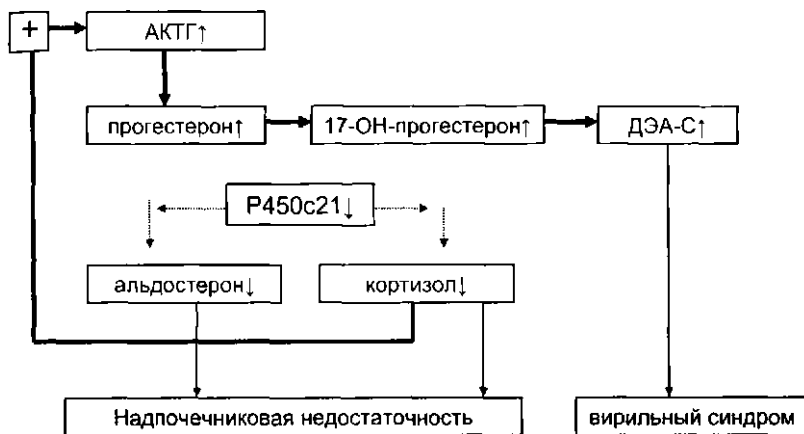 +
АКТГ↑
прогестерон↑
17-ОН-прогестерон↑
ДЭА-С↑
Р450с21↓
альдостерон↓
кортизол↓
Надпочечниковая недостаточность
вирильный синдром